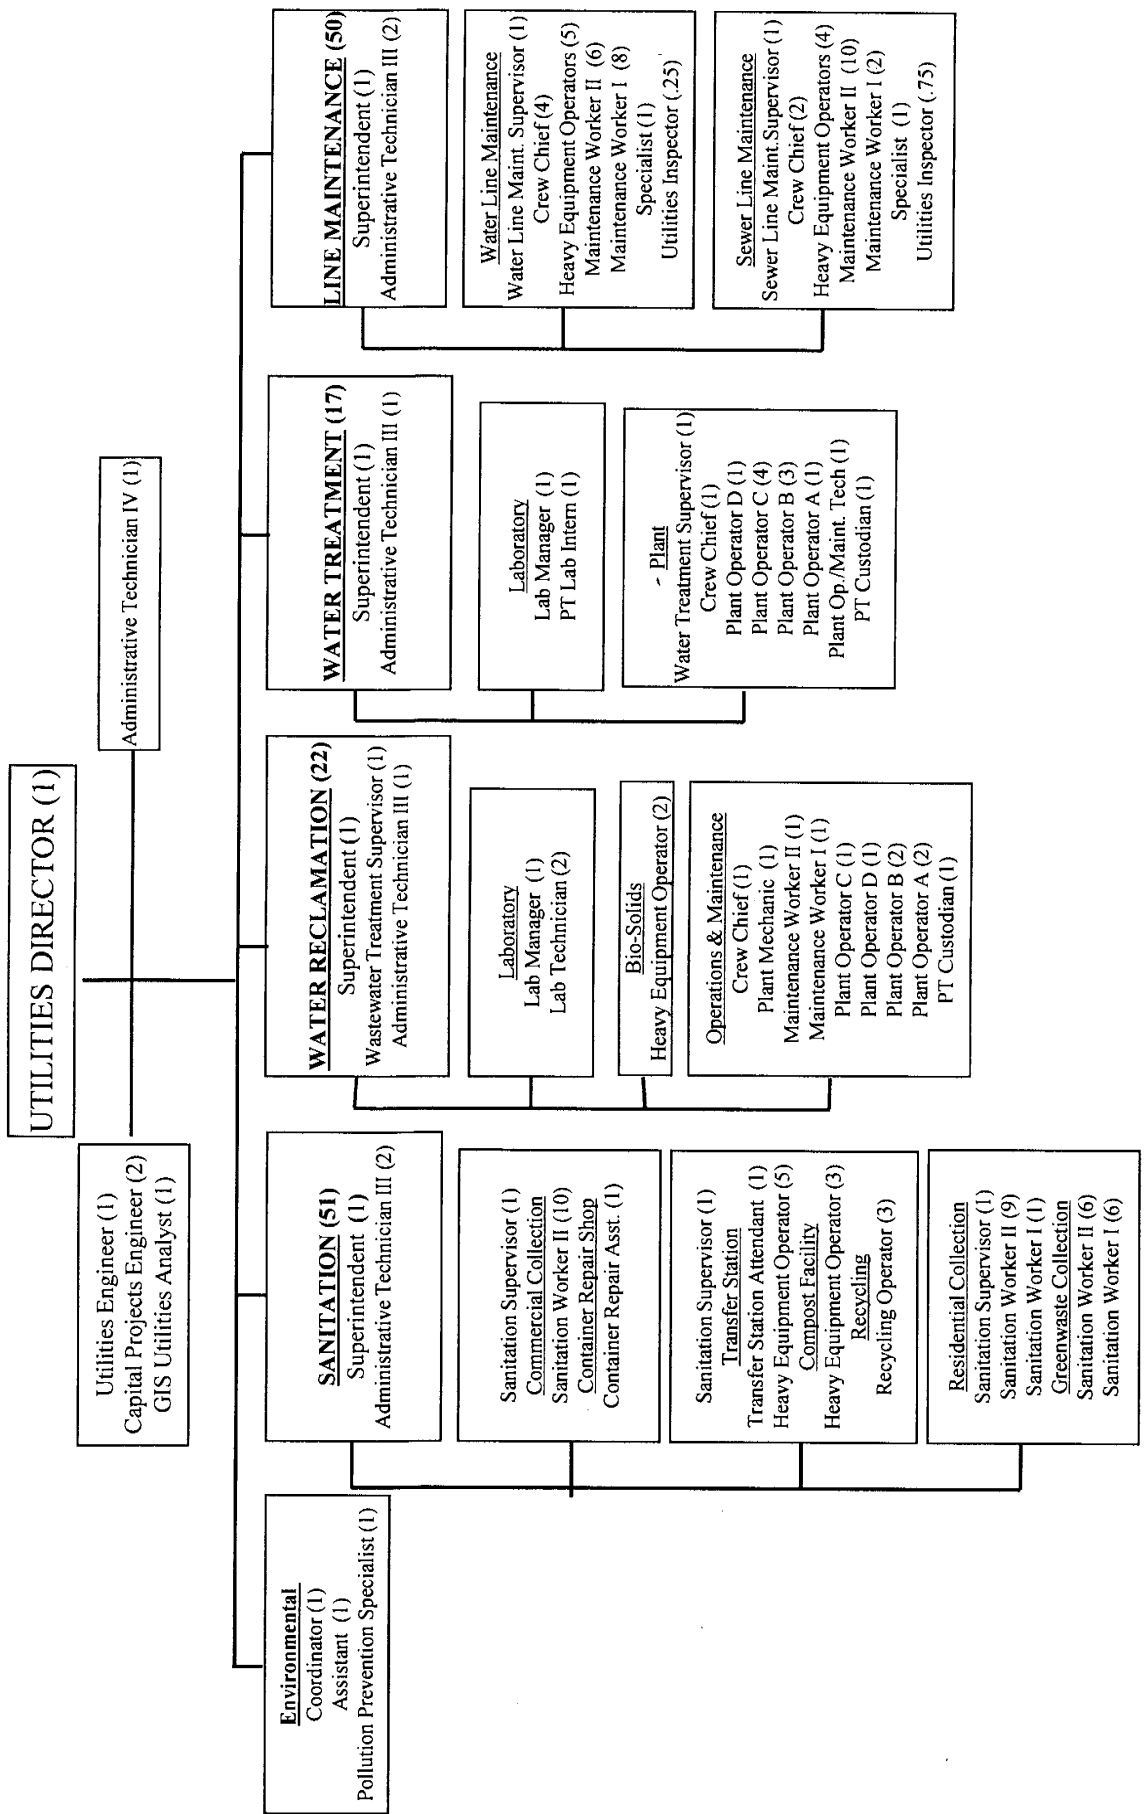 UTILITIES DIRECTOR (1)
Utilities Engineer (1)
Capital Projects Engineer (2)
GIS Utilities Analyst (1)
Administrative Technician IV (1)
Environmental
Coordinator (1)
Assistant (1)
Pollution Prevention Specialist (1)
SANITATION (51)
Superintendent (1)
Administrative Technician III (2)
Sanitation Supervisor (1)
Commercial Collection
Sanitation Worker II (10)
Container Repair Shop
Container Repair Asst. (1)
Sanitation Supervisor (1)
Transfer Station
Transfer Station Attendant (1)
Heavy Equipment Operator (5)
Compost Facility
Heavy Equipment Operator (3)
Recycling
Recycling Operator (3)
Residential Collection
Sanitation Supervisor (1)
Sanitation Worker II (9)
Sanitation Worker I (1)
Greenwaste Collection
Sanitation Worker II (6)
Sanitation Worker I (6)
WATER RECLAMATION (22)
Superintendent (1)
Wastewater Treatment Supervisor (1)
Administrative Technician III (1)
Laboratory
Lab Manager (1)
Lab Technician (2)
Bio-Solids
Heavy Equipment Operator (2)
Operations & Maintenance
Crew Chief (1)
Plant Mechanic (1)
Maintenance Worker II (1)
Maintenance Worker I (1)
Plant Operator C (1)
Plant Operator D (1)
Plant Operator B (2)
Plant Operator A (2)
PT Custodian (1)
WATER TREATMENT (17)
Superintendent (1)
Administrative Technician III (1)
Laboratory
Lab Manager (1)
PT Lab Intern (1)
Plant
Water Treatment Supervisor (1)
Crew Chief (1)
Plant Operator D (1)
Plant Operator C (4)
Plant Operator B (3)
Plant Operator A (1)
Plant Op./Maint. Tech (1)
PT Custodian (1)
LINE MAINTENANCE (50)
Superintendent (1)
Administrative Technician III (2)
Water Line Maintenance
Water Line Maint. Supervisor (1)
Crew Chief (4)
Heavy Equipment Operators (5)
Maintenance Worker II (6)
Maintenance Worker I (8)
Specialist (1)
Utilities Inspector (.25)
Sewer Line Maintenance
Sewer Line Maint. Supervisor (1)
Crew Chief (2)
Heavy Equipment Operators (4)
Maintenance Worker II (10)
Maintenance Worker I (2)
Specialist (1)
Utilities Inspector (.75)